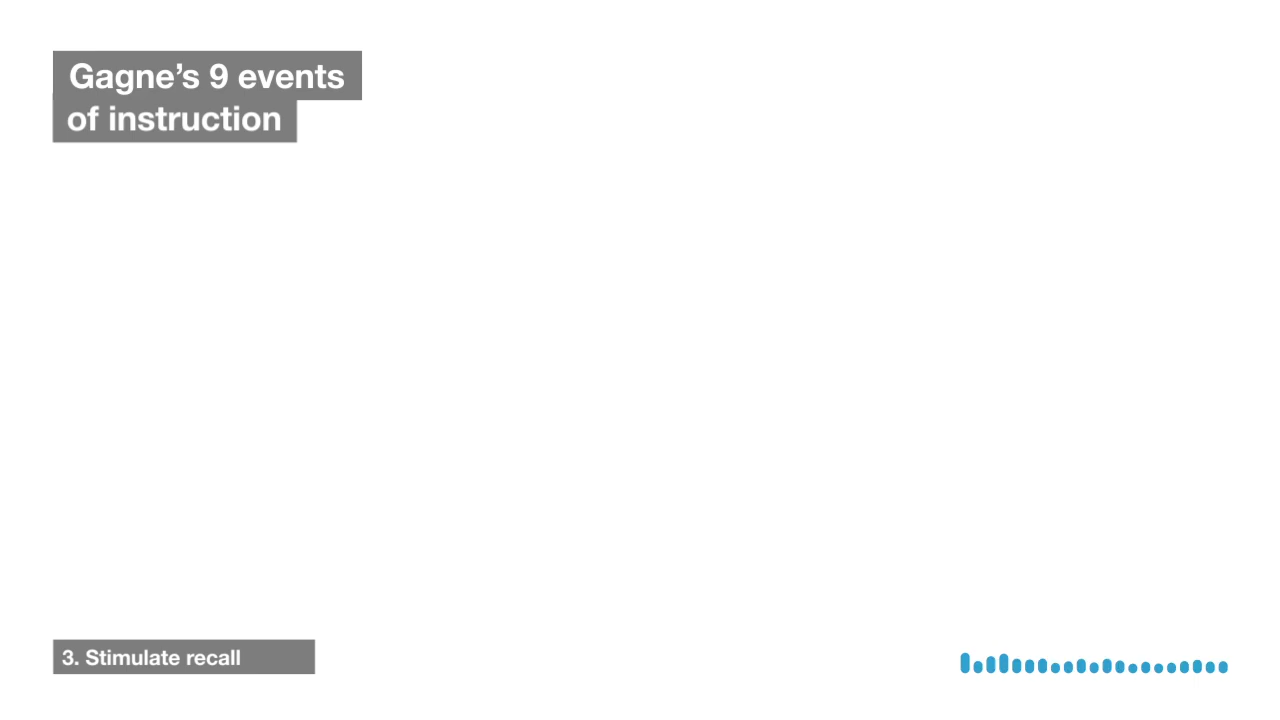 Gagne’s 9 events
of instruction
3. Stimulate recall